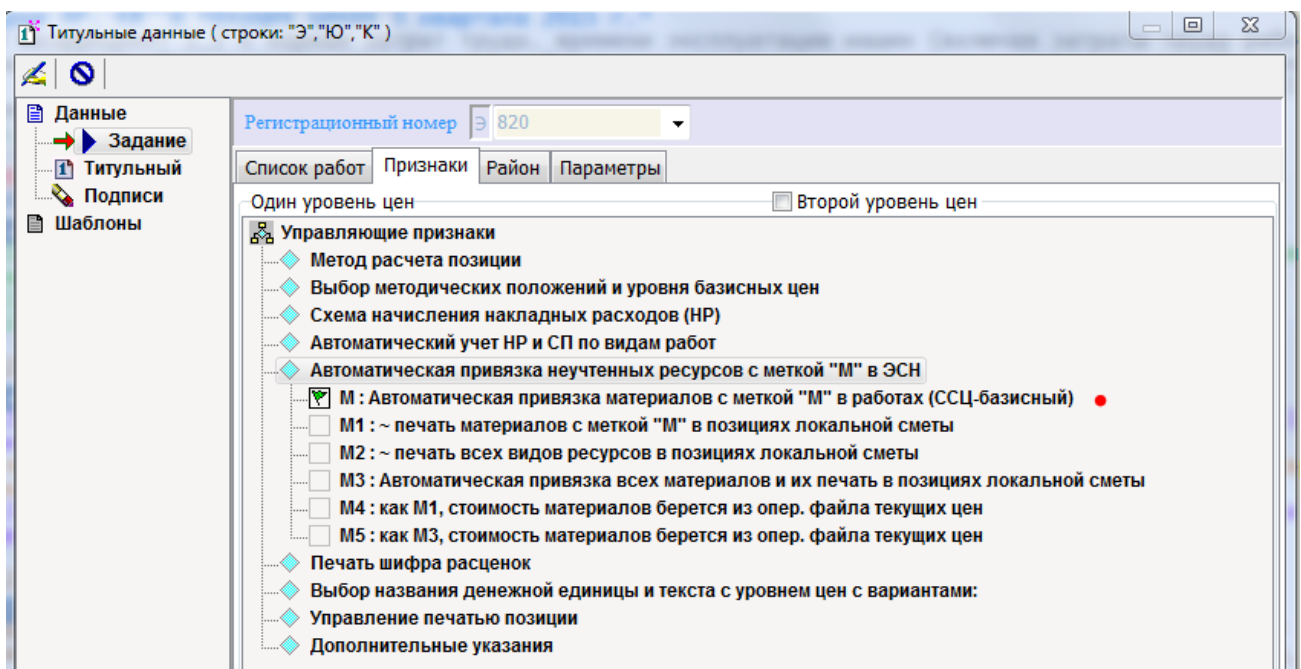 Титульные данные ( строки: "Э","Ю","К" )
Данные
Задание
Титульный
Подписи
Шаблоны
Регистрационный номер Э 820
Список работ Признаки Район Параметры
Один уровень цен Второй уровень цен
Управляющие признаки
Метод расчета позиции
Выбор методических положений и уровня базисных цен
Схема начисления накладных расходов (НР)
Автоматический учет НР и СП по видам работ
Автоматическая привязка неучтенных ресурсов с меткой "М" в ЭСН
М : Автоматическая привязка материалов с меткой "М" в работах (ССЦ-базисный)
М1 : ~ печать материалов с меткой "М" в позициях локальной сметы
М2 : ~ печать всех видов ресурсов в позициях локальной сметы
М3 : Автоматическая привязка всех материалов и их печать в позициях локальной сметы
М4 : как М1, стоимость материалов берется из опер. файла текущих цен
М5 : как М3, стоимость материалов берется из опер. файла текущих цен
Печать шифра расценок
Выбор названия денежной единицы и текста с уровнем цен с вариантами:
Управление печатью позиции
Дополнительные указания